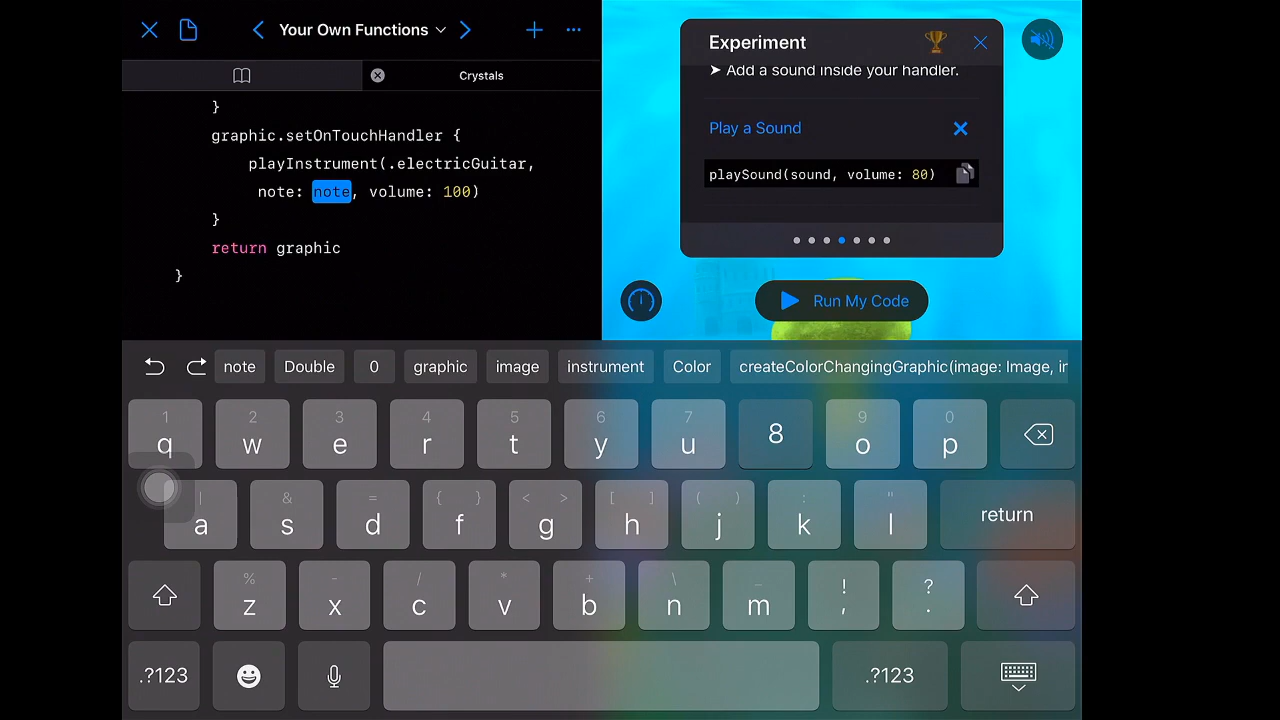 Your Own Functions
Crystals
}
graphic.setOnTouchHandler {
playInstrument(.electricGuitar,
note: note, volume: 100)
}
return graphic
}
Experiment
➤ Add a sound inside your handler.
Play a Sound
playSound(sound, volume: 80)
Run My Code
note Double 0 graphic image instrument Color createColorChangingGraphic(image: Image, in
1 2 3 4 5 6 7 9 0
q w e r t y u 8 o p
| & = { } < > [ ] ( ) : "
a s d f g h j k l return
% - / * + \ _ ! ?
z x c v b n m , .
.?123 .?123